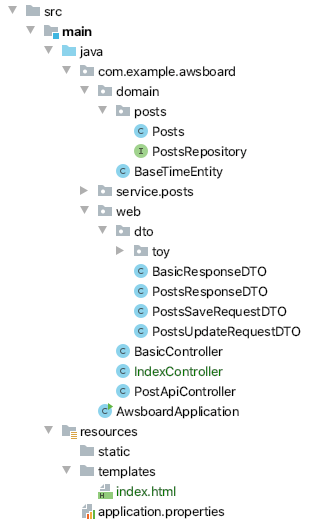 src
main
java
com.example.awsboard
domain
posts
C Posts
I PostsRepository
C BaseTimeEntity
service.posts
web
dto
toy
C BasicResponseDTO
C PostsResponseDTO
C PostsSaveRequestDTO
C PostsUpdateRequestDTO
C BasicController
C IndexController
C PostApiController
C AwsboardApplication
resources
static
templates
H index.html
application.properties